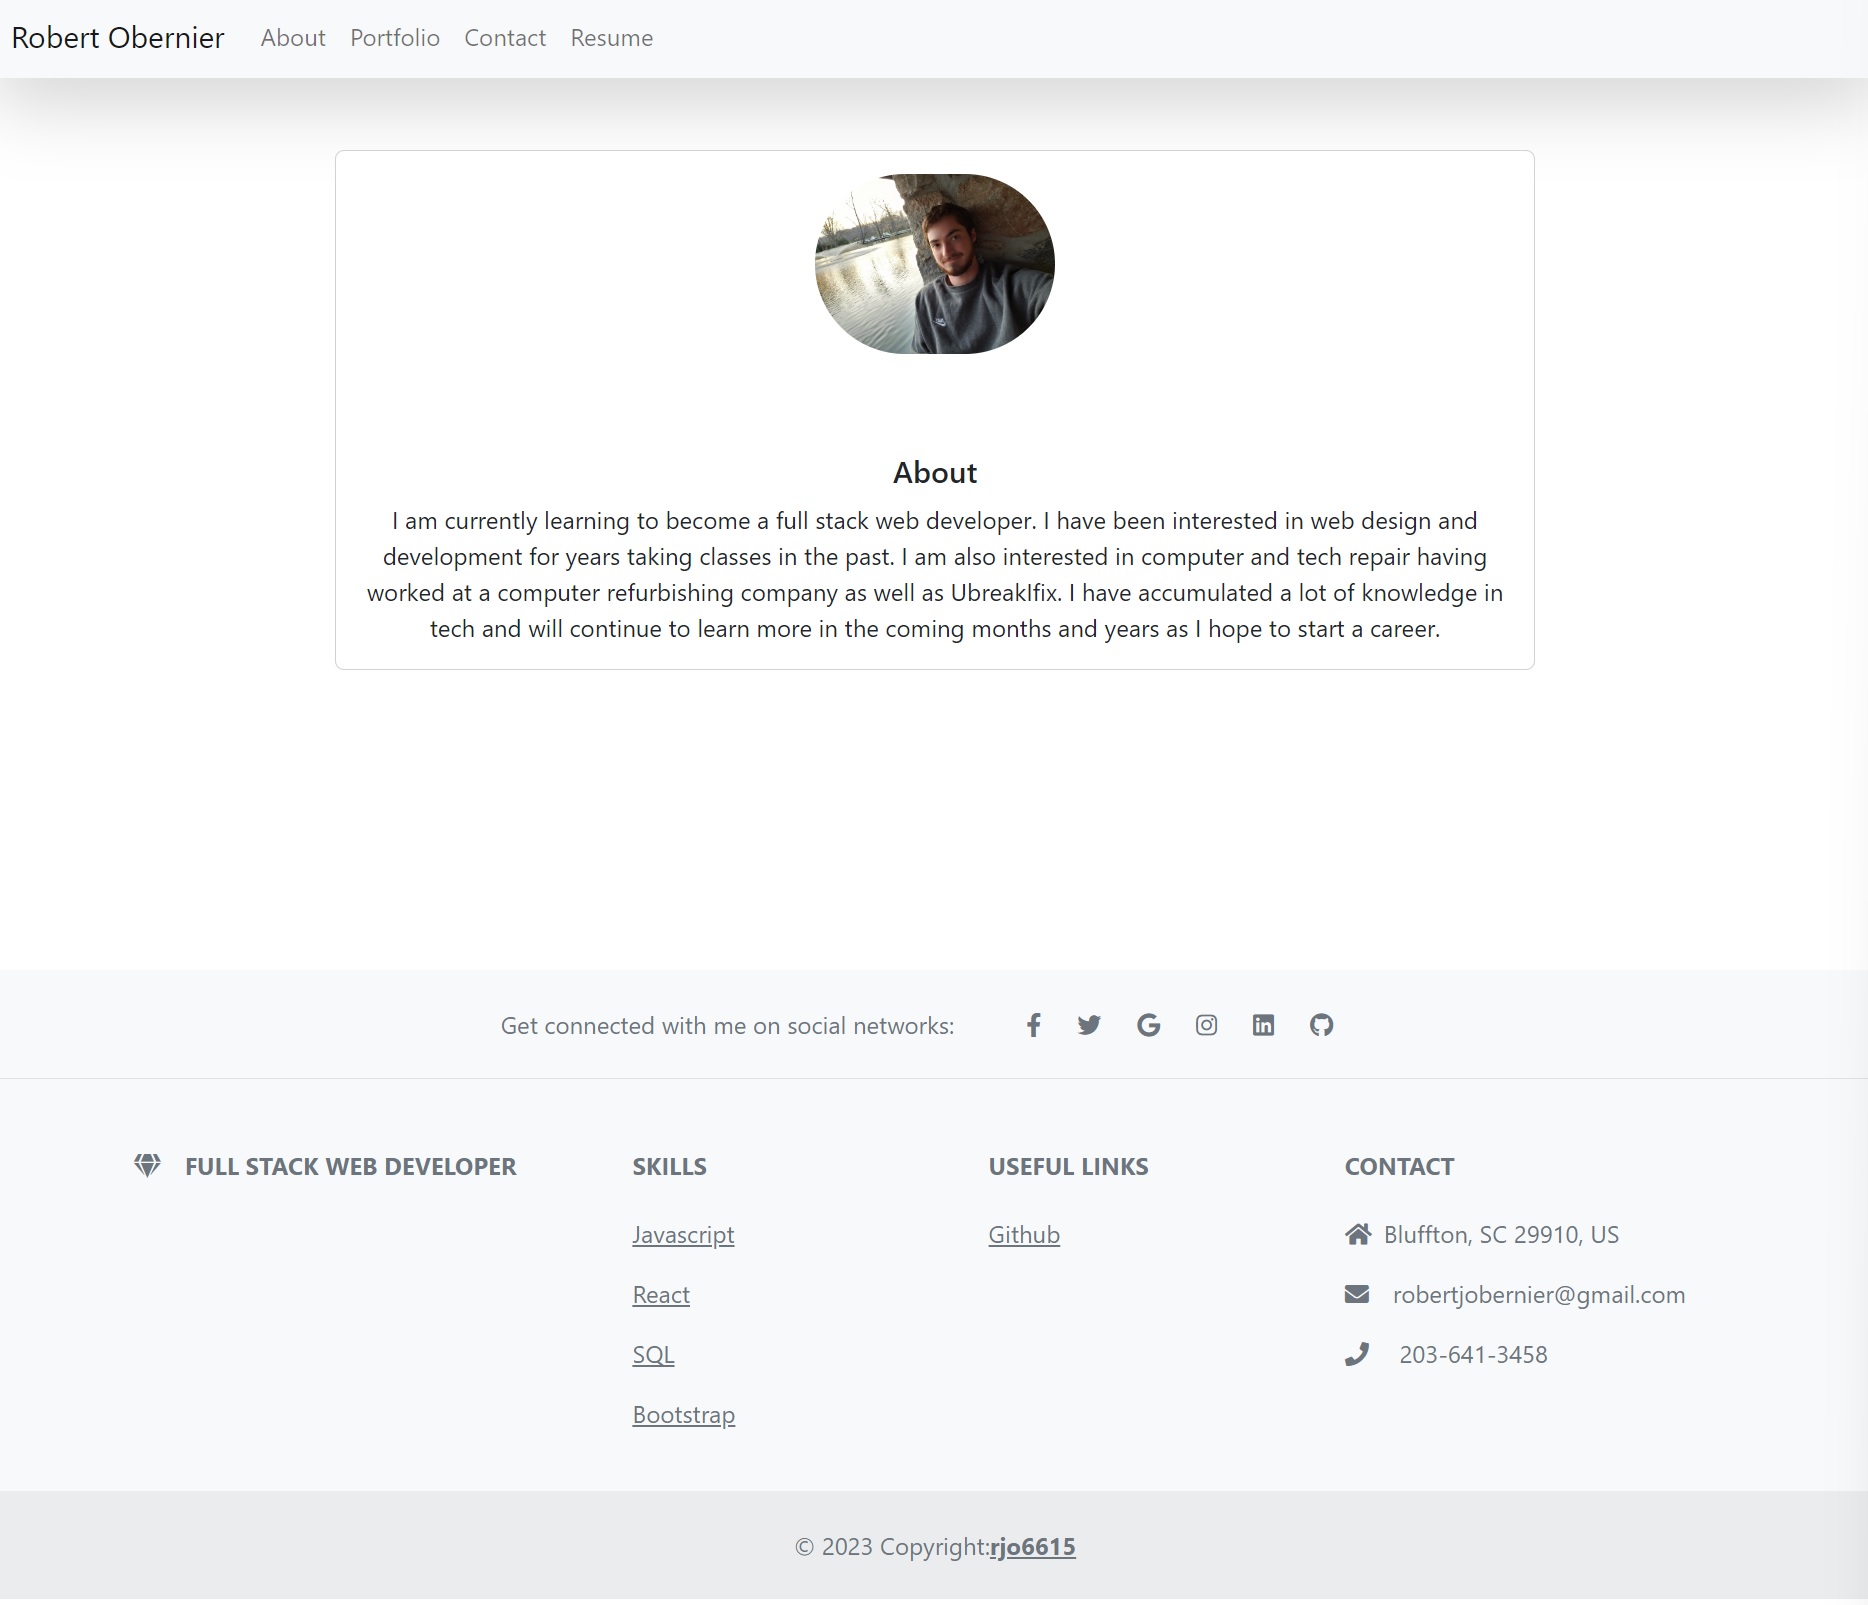 Robert Obernier About Portfolio Contact Resume
About
I am currently learning to become a full stack web developer. I have been interested in web design and
development for years taking classes in the past. I am also interested in computer and tech repair having
worked at a computer refurbishing company as well as UbreakIfix. I have accumulated a lot of knowledge in
tech and will continue to learn more in the coming months and years as I hope to start a career.
Get connected with me on social networks:
FULL STACK WEB DEVELOPER
SKILLS
Javascript
React
SQL
Bootstrap
USEFUL LINKS
Github
CONTACT
Bluffton, SC 29910, US
robertjobernier@gmail.com
203-641-3458
© 2023 Copyright:rjo6615